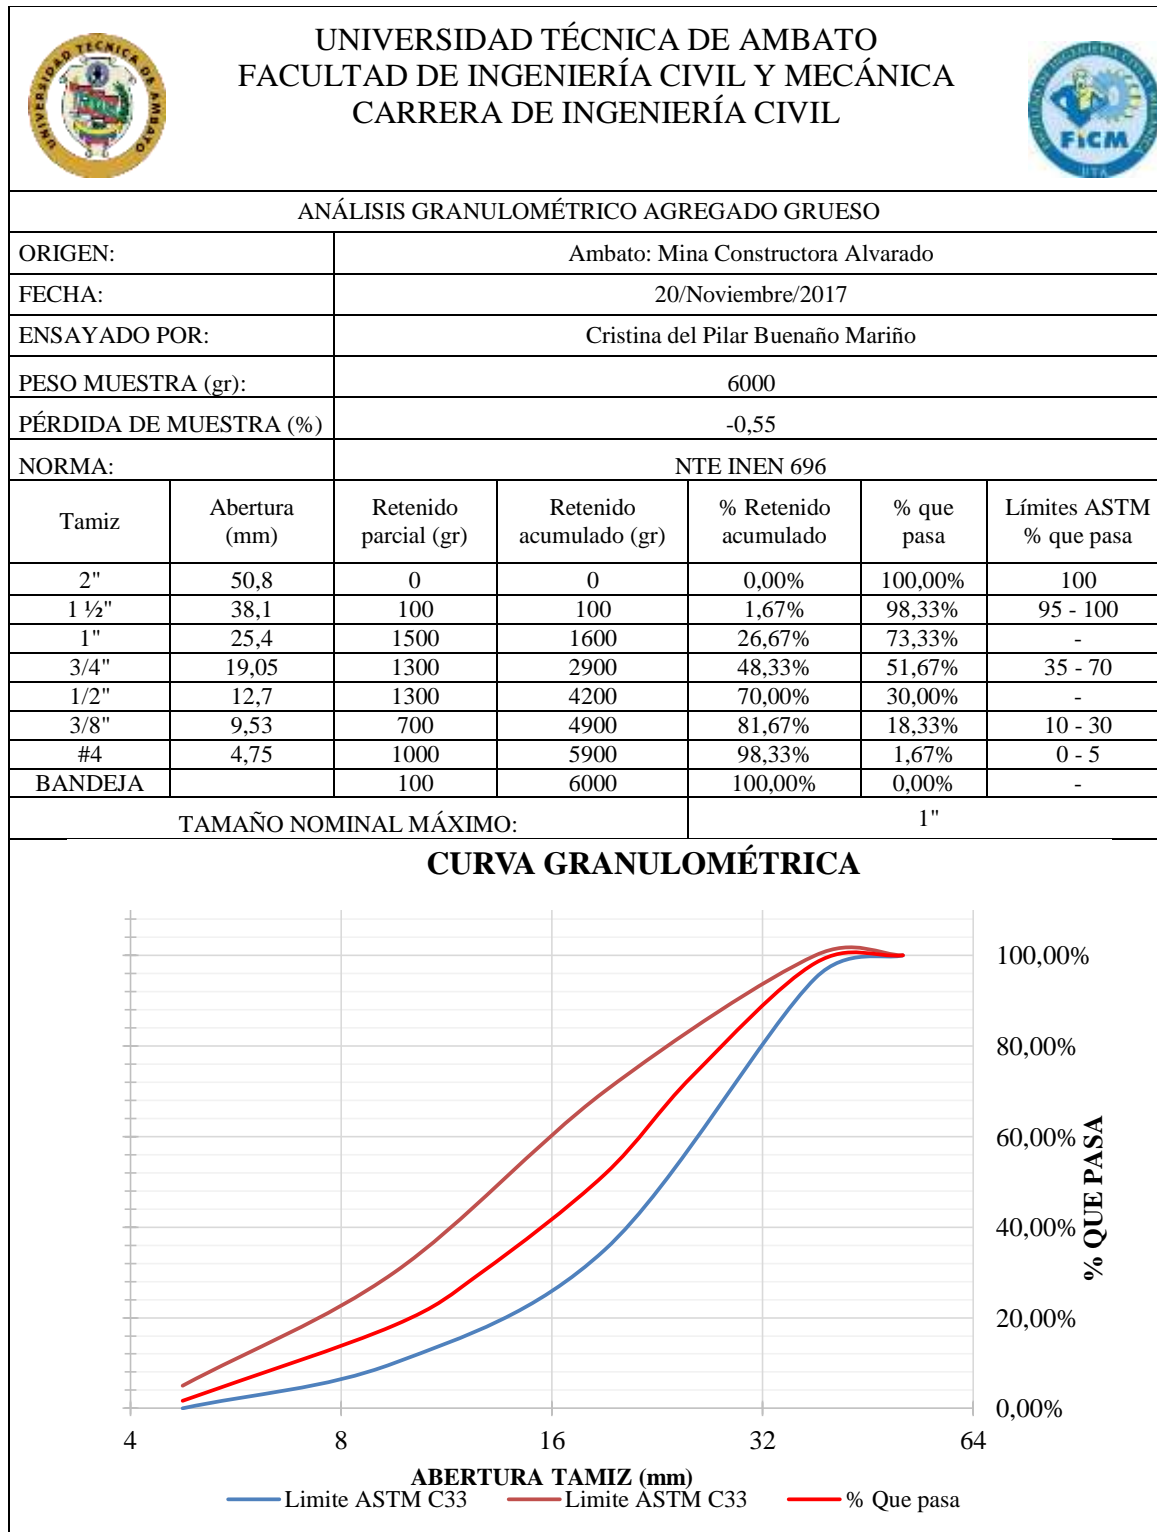 UNIVERSIDAD TÉCNICA DE AMBATO
FACULTAD DE INGENIERÍA CIVIL Y MECÁNICA
CARRERA DE INGENIERÍA CIVIL
UNIVERSIDAD TECNICA DE AMBATO
FICM
UTA
ANÁLISIS GRANULOMÉTRICO AGREGADO GRUESO
ORIGEN: Ambato: Mina Constructora Alvarado
FECHA: 20/Noviembre/2017
ENSAYADO POR: Cristina del Pilar Buenaño Mariño
PESO MUESTRA (gr): 6000
PÉRDIDA DE MUESTRA (%) -0,55
NORMA: NTE INEN 696
Tamiz Abertura (mm) Retenido parcial (gr) Retenido acumulado (gr) % Retenido acumulado % que pasa Límites ASTM % que pasa
2" 50,8 0 0 0,00% 100,00% 100
1 ½" 38,1 100 100 1,67% 98,33% 95 - 100
1" 25,4 1500 1600 26,67% 73,33% -
3/4" 19,05 1300 2900 48,33% 51,67% 35 - 70
1/2" 12,7 1300 4200 70,00% 30,00% -
3/8" 9,53 700 4900 81,67% 18,33% 10 - 30
#4 4,75 1000 5900 98,33% 1,67% 0 - 5
BANDEJA 100 6000 100,00% 0,00% -
TAMAÑO NOMINAL MÁXIMO: 1"
CURVA GRANULOMÉTRICA
100,00%
80,00%
60,00%
40,00%
20,00%
0,00%
% QUE PASA
4 8 16 32 64
ABERTURA TAMIZ (mm)
Limite ASTM C33 Limite ASTM C33 % Que pasa